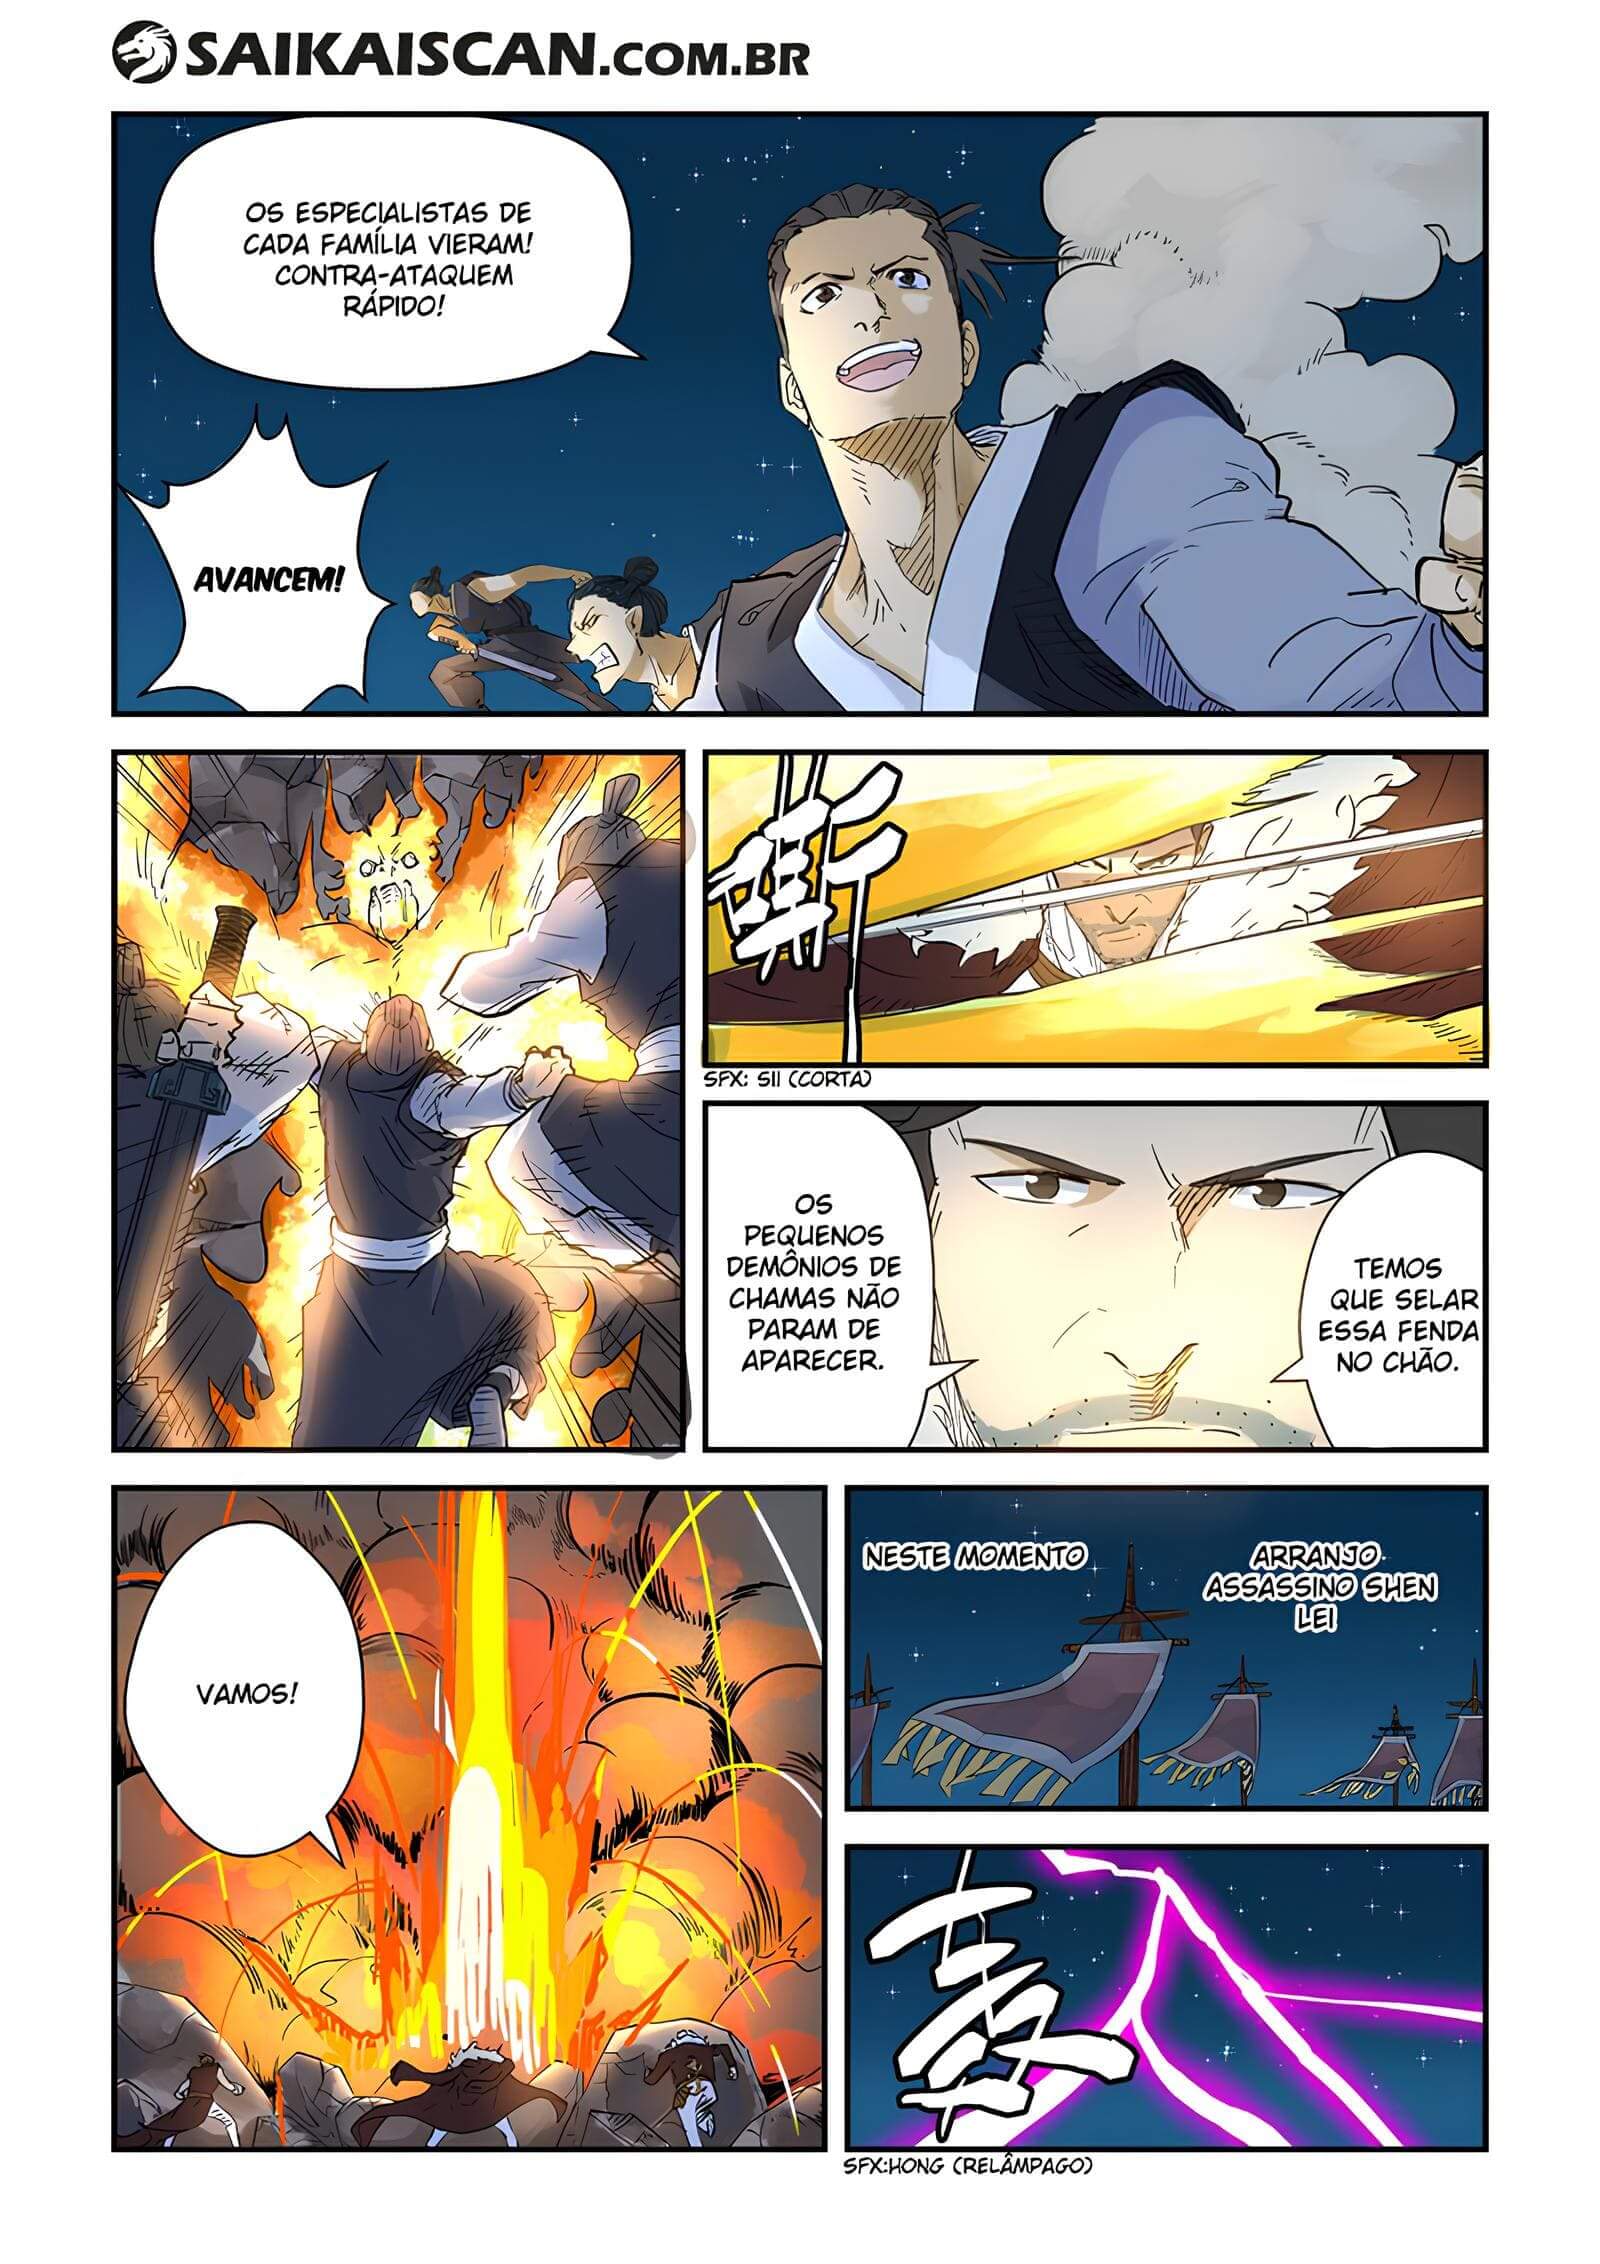 SAIKAISCAN.COM.BR
OS ESPECIALISTAS DE
CADA FAMÍLIA VIERAM!
CONTRA-ATAQUEM
RÁPIDO!
AVANCEM!
斬
SFX: SII (CORTA)
OS
PEQUENOS
DEMÔNIOS DE
CHAMAS NÃO
PARAM DE
APARECER.
TEMOS
QUE SELAR
ESSA FENDA
NO CHÃO.
VAMOS!
NESTE MOMENTO
ARRANJO
ASSASSINO SHEN
LEI
SFX:HONG (RELÂMPAGO)